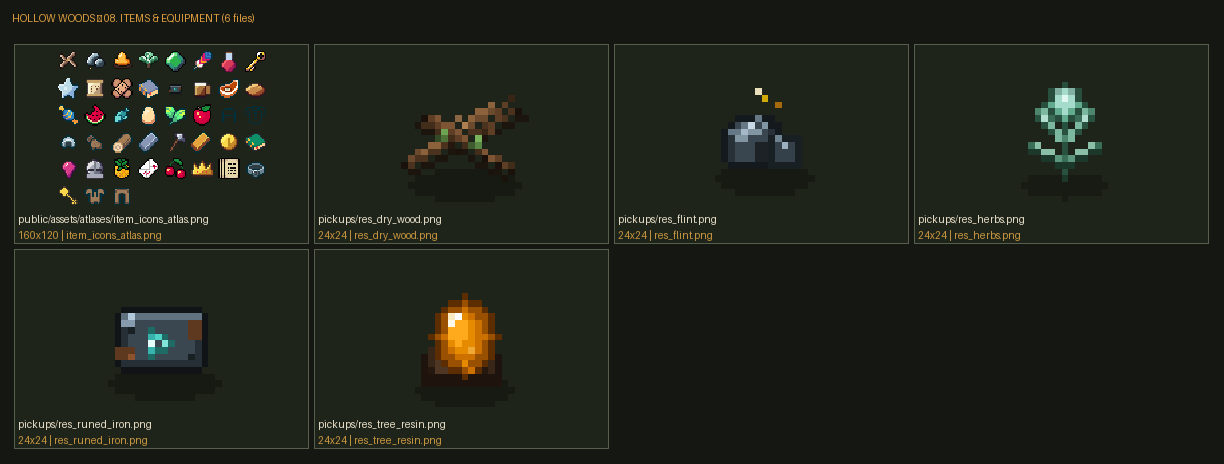 HOLLOW WOODS 08. ITEMS & EQUIPMENT (6 files)
public/assets/atlases/item_icons_atlas.png
160x120 | item_icons_atlas.png
pickups/res_dry_wood.png
24x24 | res_dry_wood.png
pickups/res_flint.png
24x24 | res_flint.png
pickups/res_herbs.png
24x24 | res_herbs.png
pickups/res_runed_iron.png
24x24 | res_runed_iron.png
pickups/res_tree_resin.png
24x24 | res_tree_resin.png